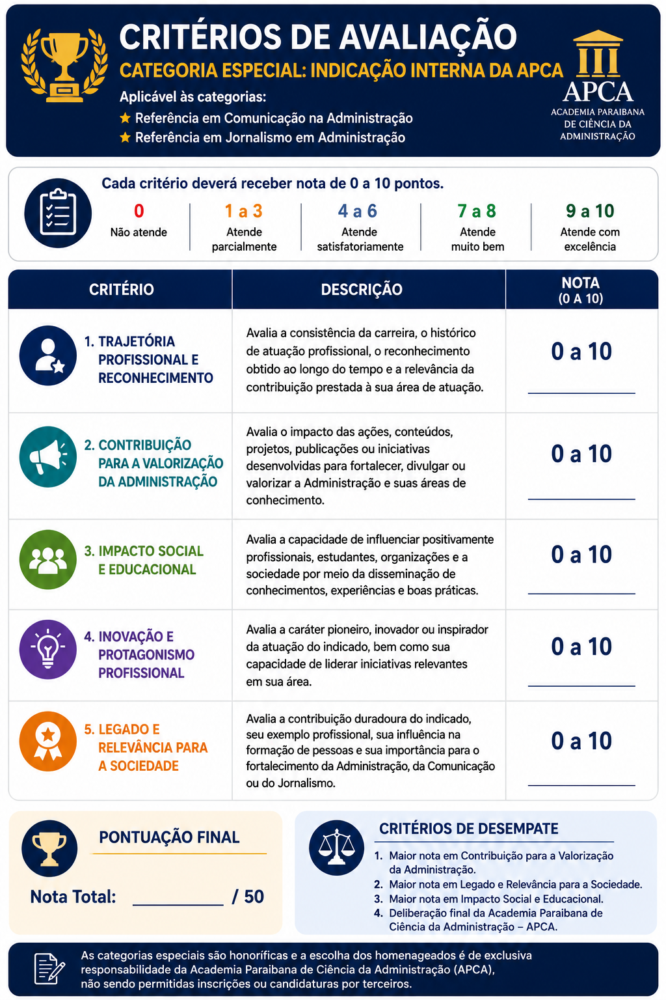 CRITÉRIOS DE AVALIAÇÃO
CATEGORIA ESPECIAL: INDICAÇÃO INTERNA DA APCA
Aplicável às categorias:
Referência em Comunicação na Administração
Referência em Jornalismo em Administração
APCA
ACADEMIA PARAIBANA
DE CIÊNCIA DA
ADMINISTRAÇÃO
Cada critério deverá receber nota de 0 a 10 pontos.
0
Não atende
1 a 3
Atende
parcialmente
4 a 6
Atende
satisfatoriamente
7 a 8
Atende
muito bem
9 a 10
Atende com
excelência
CRITÉRIO
DESCRIÇÃO
NOTA
(0 A 10)
1. TRAJETÓRIA
PROFISSIONAL E
RECONHECIMENTO
Avalia a consistência da carreira, o histórico
de atuação profissional, o reconhecimento
obtido ao longo do tempo e a relevância da
contribuição prestada à sua área de atuação.
0 a 10
2. CONTRIBUIÇÃO
PARA A VALORIZAÇÃO
DA ADMINISTRAÇÃO
Avalia o impacto das ações, conteúdos,
projetos, publicações ou iniciativas
desenvolvidas para fortalecer, divulgar ou
valorizar a Administração e suas áreas de
conhecimento.
0 a 10
3. IMPACTO SOCIAL
E EDUCACIONAL
Avalia a capacidade de influenciar positivamente
profissionais, estudantes, organizações e a
sociedade por meio da disseminação de
conhecimentos, experiências e boas práticas.
0 a 10
4. INOVAÇÃO E
PROTAGONISMO
PROFISSIONAL
Avalia a caráter pioneiro, inovador ou inspirador
da atuação do indicado, bem como sua
capacidade de liderar iniciativas relevantes
em sua área.
0 a 10
5. LEGADO E
RELEVÂNCIA PARA
A SOCIEDADE
Avalia a contribuição duradoura do indicado,
seu exemplo profissional, sua influência na
formação de pessoas e sua importância para o
fortalecimento da Administração, da Comunicação
ou do Jornalismo.
0 a 10
PONTUAÇÃO FINAL
Nota Total: __________ / 50
CRITÉRIOS DE DESEMPATE
1. Maior nota em Contribuição para a Valorização
da Administração.
2. Maior nota em Legado e Relevância para a Sociedade.
3. Maior nota em Impacto Social e Educacional.
4. Deliberação final da Academia Paraibana de
Ciência da Administração – APCA.
As categorias especiais são honoríficas e a escolha dos homenageados é de exclusiva
responsabilidade da Academia Paraibana de Ciência da Administração (APCA),
não sendo permitidas inscrições ou candidaturas por terceiros.